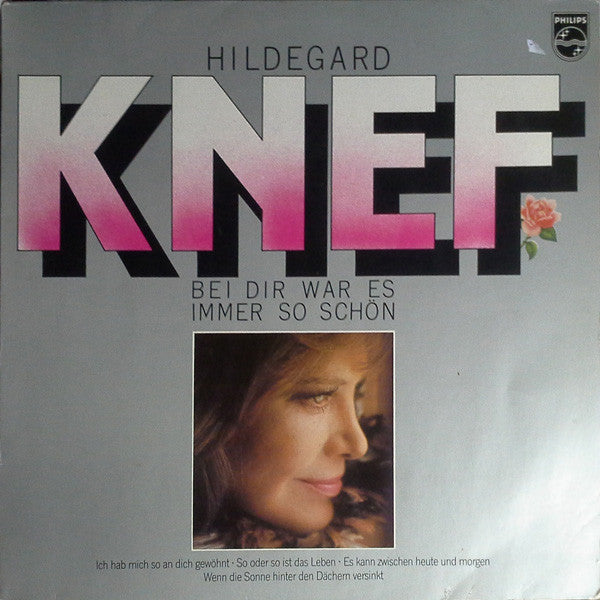 PHILIPS
HILDEGARD
KNEF
BEI DIR WAR ES
IMMER SO SCHÖN
Ich hab mich so an dich gewöhnt · So oder so ist das Leben · Es kann zwischen heute und morgen
Wenn die Sonne hinter den Dächern versinkt